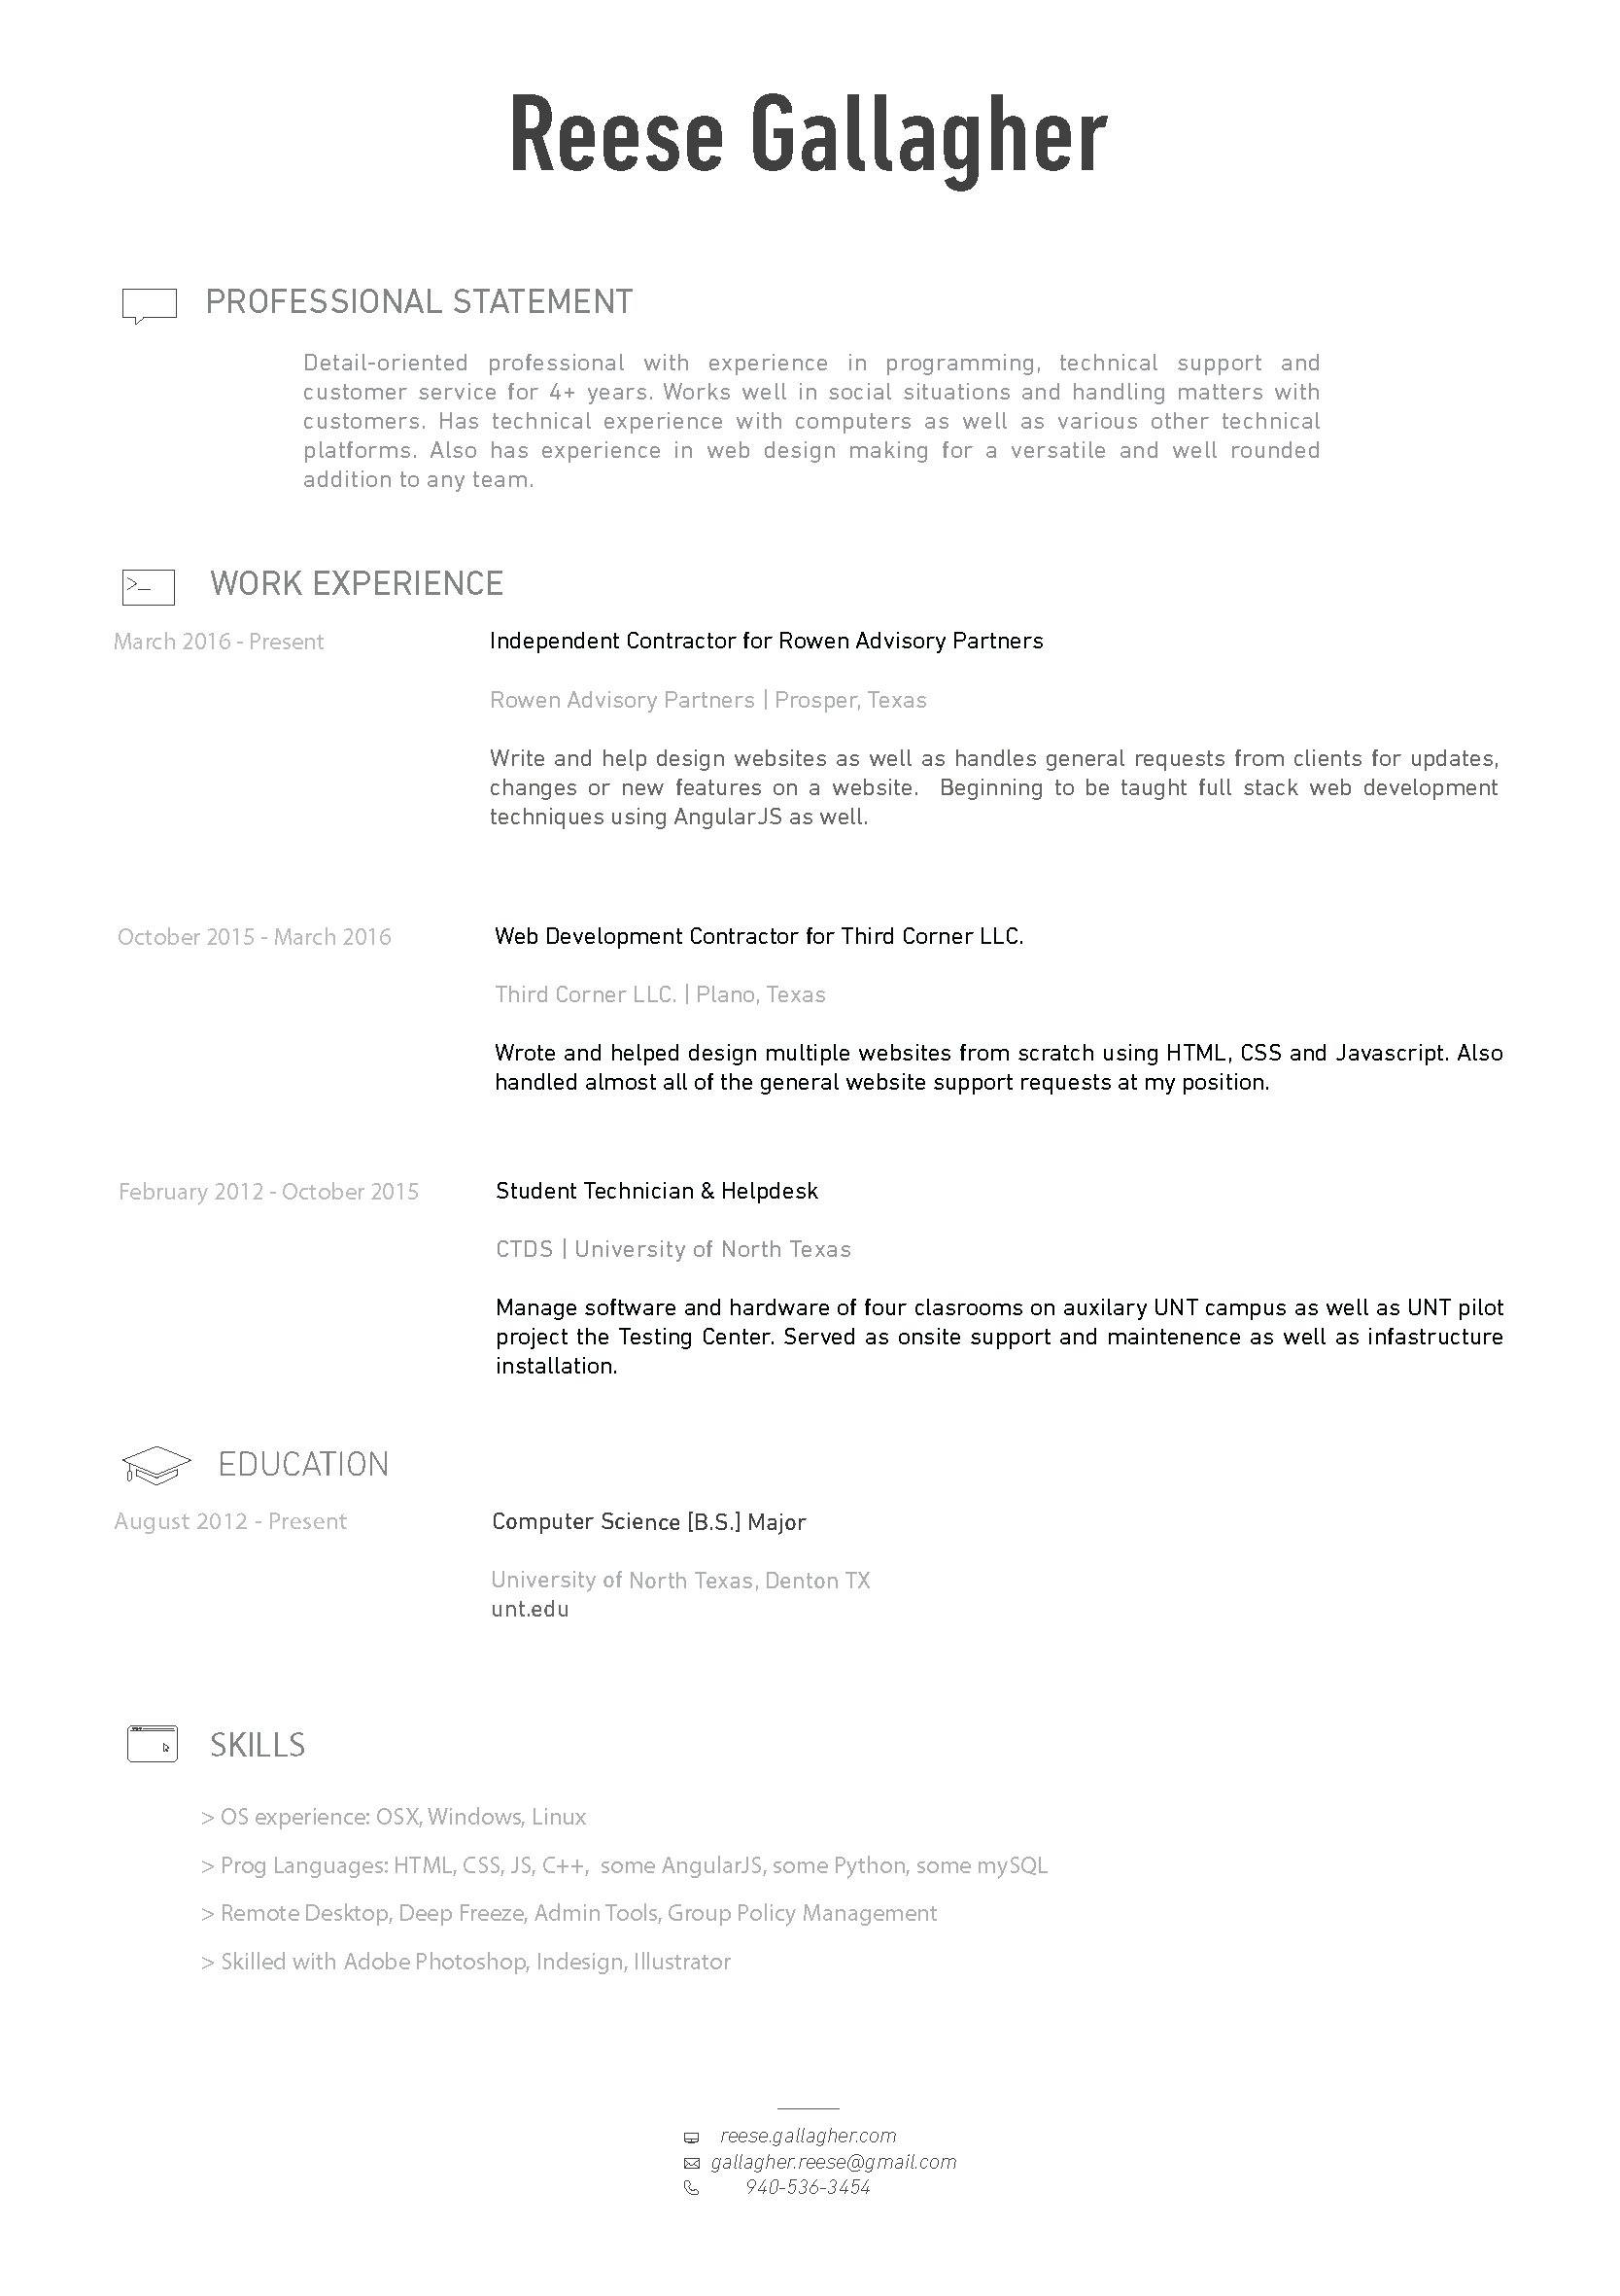 Reese Gallagher
PROFESSIONAL STATEMENT
Detail-oriented professional with experience in programming, technical support and
customer service for 4+ years. Works well in social situations and handling matters with
customers. Has technical experience with computers as well as various other technical
platforms. Also has experience in web design making for a versatile and well rounded
addition to any team.
>_
WORK EXPERIENCE
March 2016 - Present
Independent Contractor for Rowen Advisory Partners
Rowen Advisory Partners | Prosper, Texas
Write and help design websites as well as handles general requests from clients for updates,
changes or new features on a website.  Beginning to be taught full stack web development
techniques using AngularJS as well.
October 2015 - March 2016
Web Development Contractor for Third Corner LLC.
Third Corner LLC. | Plano, Texas
Wrote and helped design multiple websites from scratch using HTML, CSS and Javascript. Also
handled almost all of the general website support requests at my position.
February 2012 - October 2015
Student Technician & Helpdesk
CTDS | University of North Texas
Manage software and hardware of four clasrooms on auxilary UNT campus as well as UNT pilot
project the Testing Center. Served as onsite support and maintenence as well as infastructure
installation.
EDUCATION
August 2012 - Present
Computer Science [B.S.] Major
University of North Texas, Denton TX
unt.edu
SKILLS
> OS experience: OSX, Windows, Linux
> Prog Languages: HTML, CSS, JS, C++,  some AngularJS, some Python, some mySQL
> Remote Desktop, Deep Freeze, Admin Tools, Group Policy Management
> Skilled with Adobe Photoshop, Indesign, Illustrator
reese.gallagher.com
gallagher.reese@gmail.com
940-536-3454